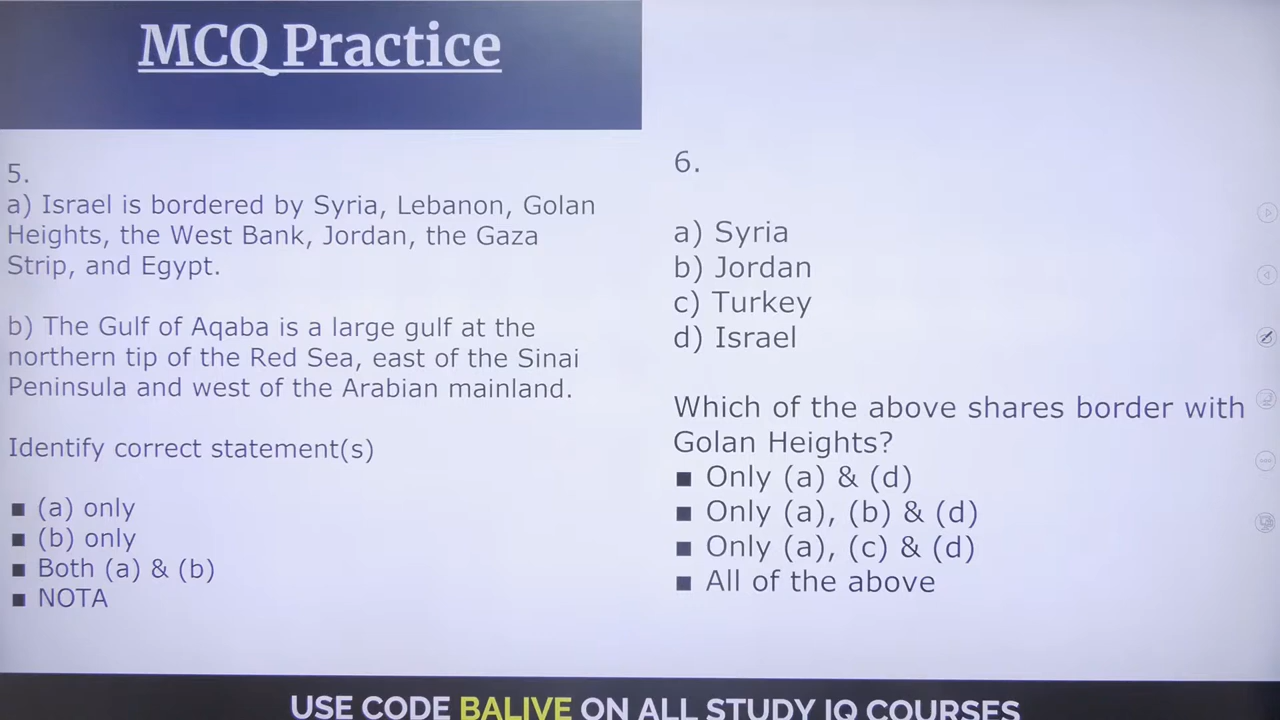 MCQ Practice
5.
a) Israel is bordered by Syria, Lebanon, Golan
Heights, the West Bank, Jordan, the Gaza
Strip, and Egypt.
b) The Gulf of Aqaba is a large gulf at the
northern tip of the Red Sea, east of the Sinai
Peninsula and west of the Arabian mainland.
Identify correct statement(s)
▪ (a) only
▪ (b) only
▪ Both (a) & (b)
▪ NOTA
6.
a) Syria
b) Jordan
c) Turkey
d) Israel
Which of the above shares border with
Golan Heights?
▪ Only (a) & (d)
▪ Only (a), (b) & (d)
▪ Only (a), (c) & (d)
▪ All of the above
USE CODE BALIVE ON ALL STUDY IQ COURSES